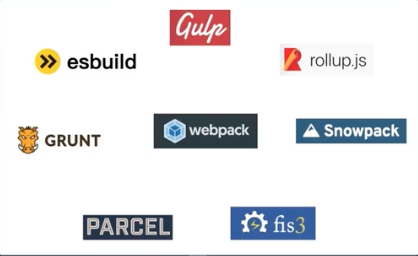 Gulp
esbuild
rollup.js
GRUNT
webpack
Snowpack
PARCEL
fis3